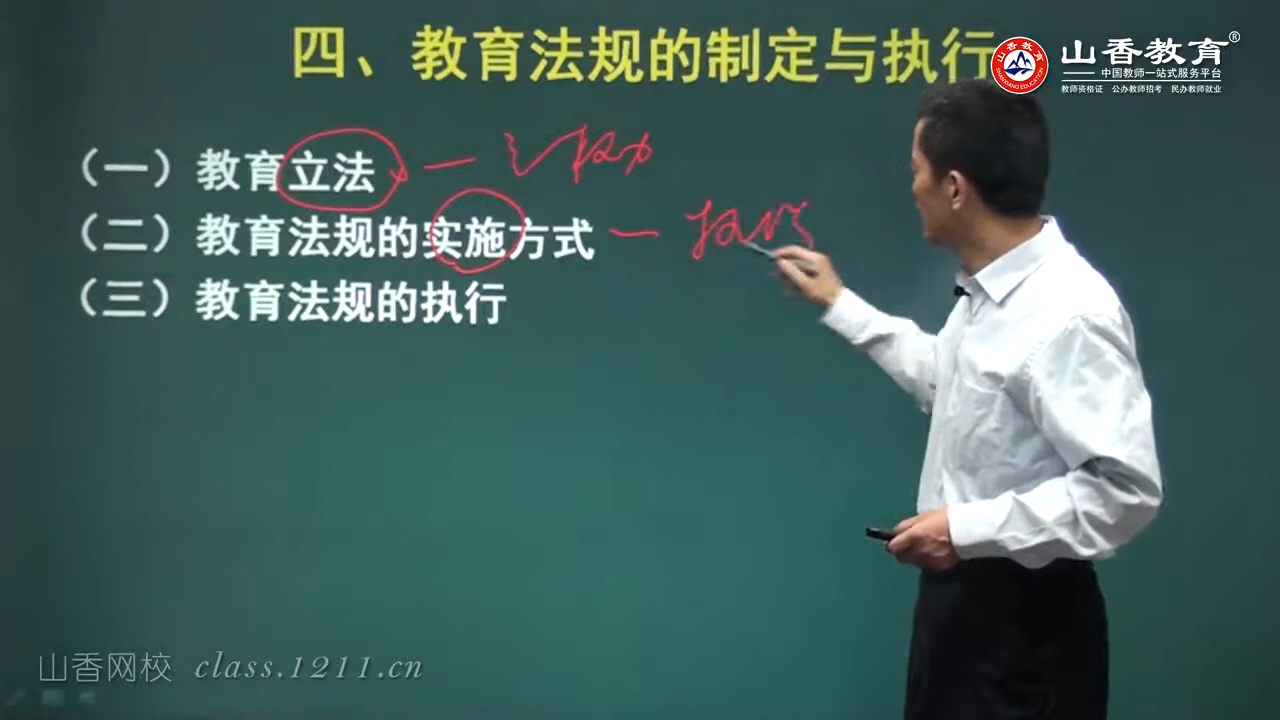 四、教育法规的制定与执行
山香教育®
中国教师一站式服务平台
教师资格证 公办教师招考 民办教师就业
SHANXIANG EDUCATION
(一)教育立法
(二)教育法规的实施方式
(三)教育法规的执行
山香网校 class.1211.cn